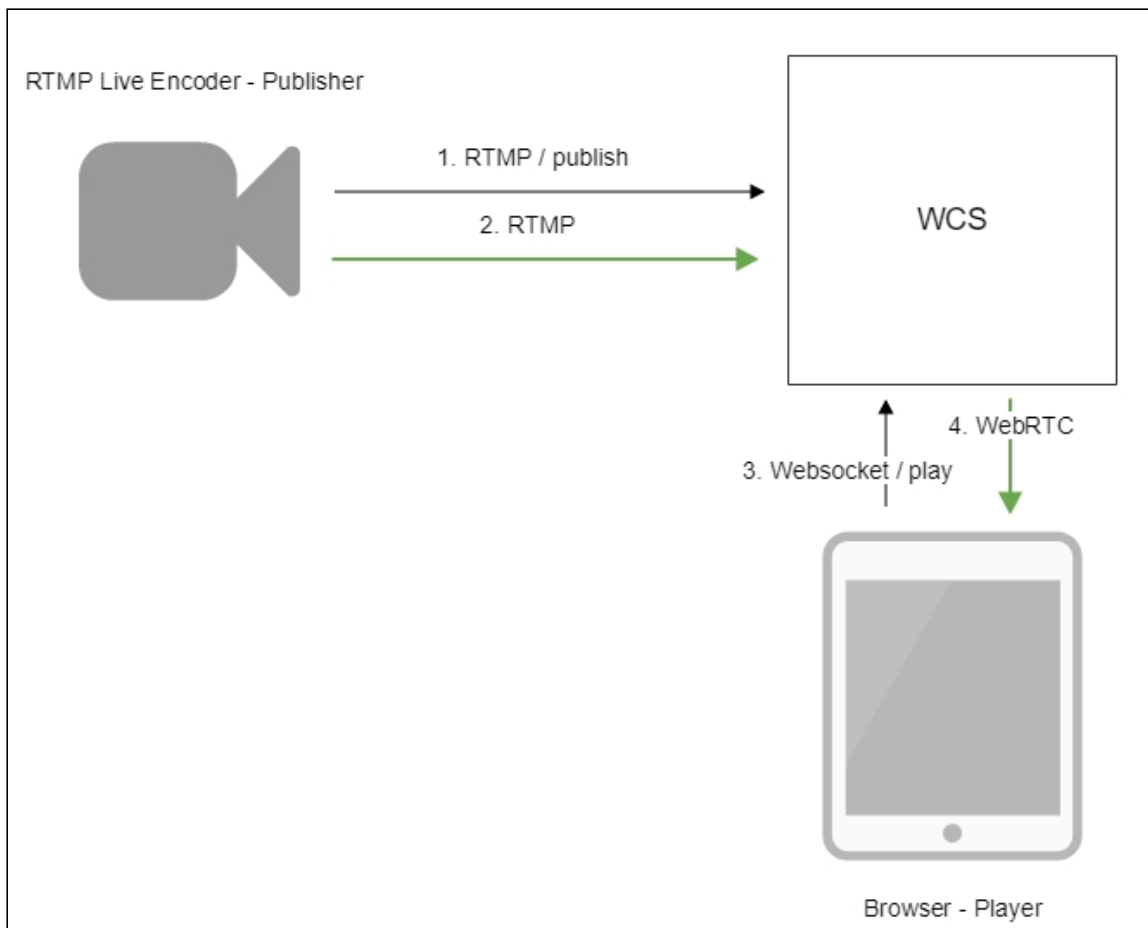 RTMP Live Encoder - Publisher
1. RTMP / publish
2. RTMP
WCS
4. WebRTC
3. Websocket / play
Browser - Player